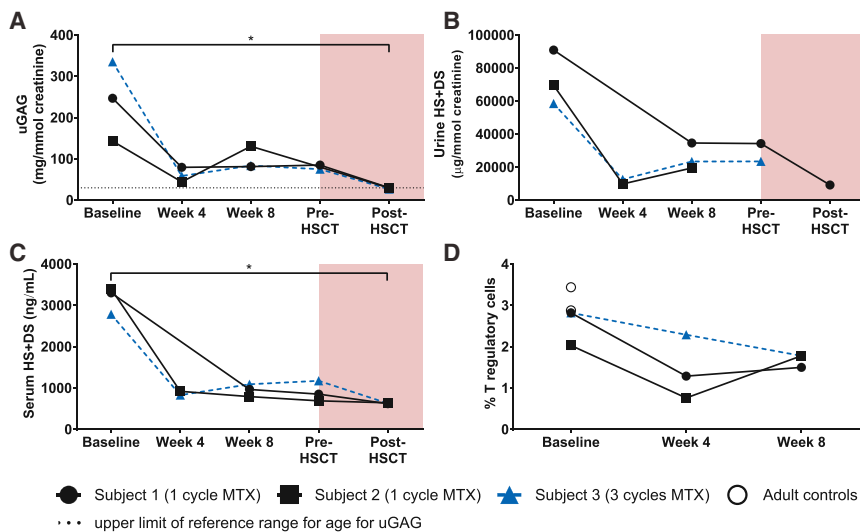 A
uGAG
(mg/mmol creatinine)
400
300
200
100
0
*
Baseline
Week 4
Week 8
Pre-
HSCT
Post-
HSCT
B
Urine HS+DS
(μg/mmol creatinine)
100000
80000
60000
40000
20000
0
Baseline
Week 4
Week 8
Pre-
HSCT
Post-
HSCT
C
Serum HS+DS (ng/mL)
4000
3000
2000
1000
0
*
Baseline
Week 4
Week 8
Pre-
HSCT
Post-
HSCT
D
% T regulatory cells
4
3
2
1
0
Baseline
Week 4
Week 8
Subject 1 (1 cycle MTX)
Subject 2 (1 cycle MTX)
Subject 3 (3 cycles MTX)
Adult controls
upper limit of reference range for age for uGAG